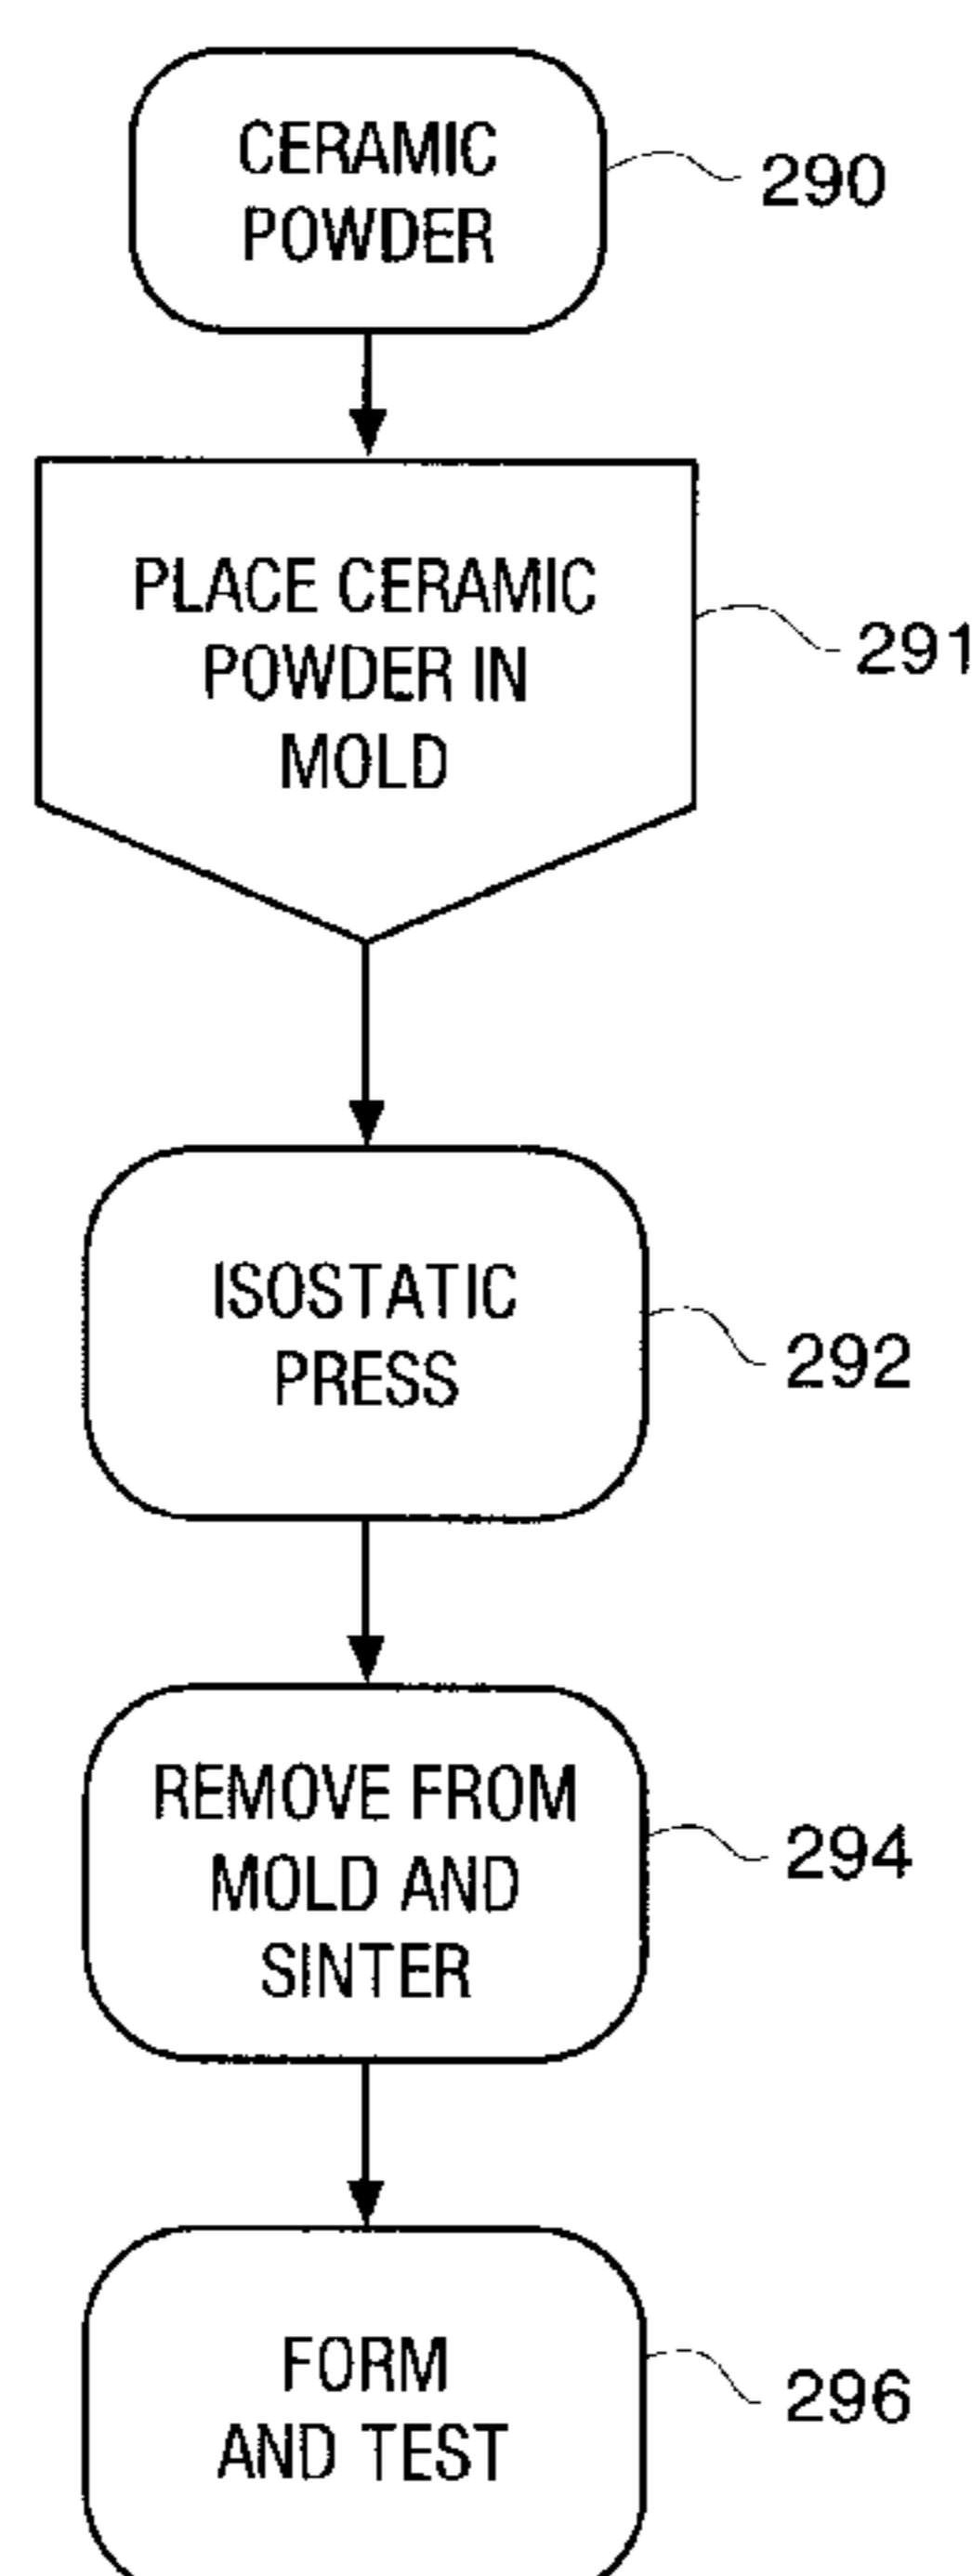 CERAMIC
POWDER
290
PLACE CERAMIC
POWDER IN
MOLD
291
ISOSTATIC
PRESS
292
REMOVE FROM
MOLD AND
SINTER
294
FORM
AND TEST
296